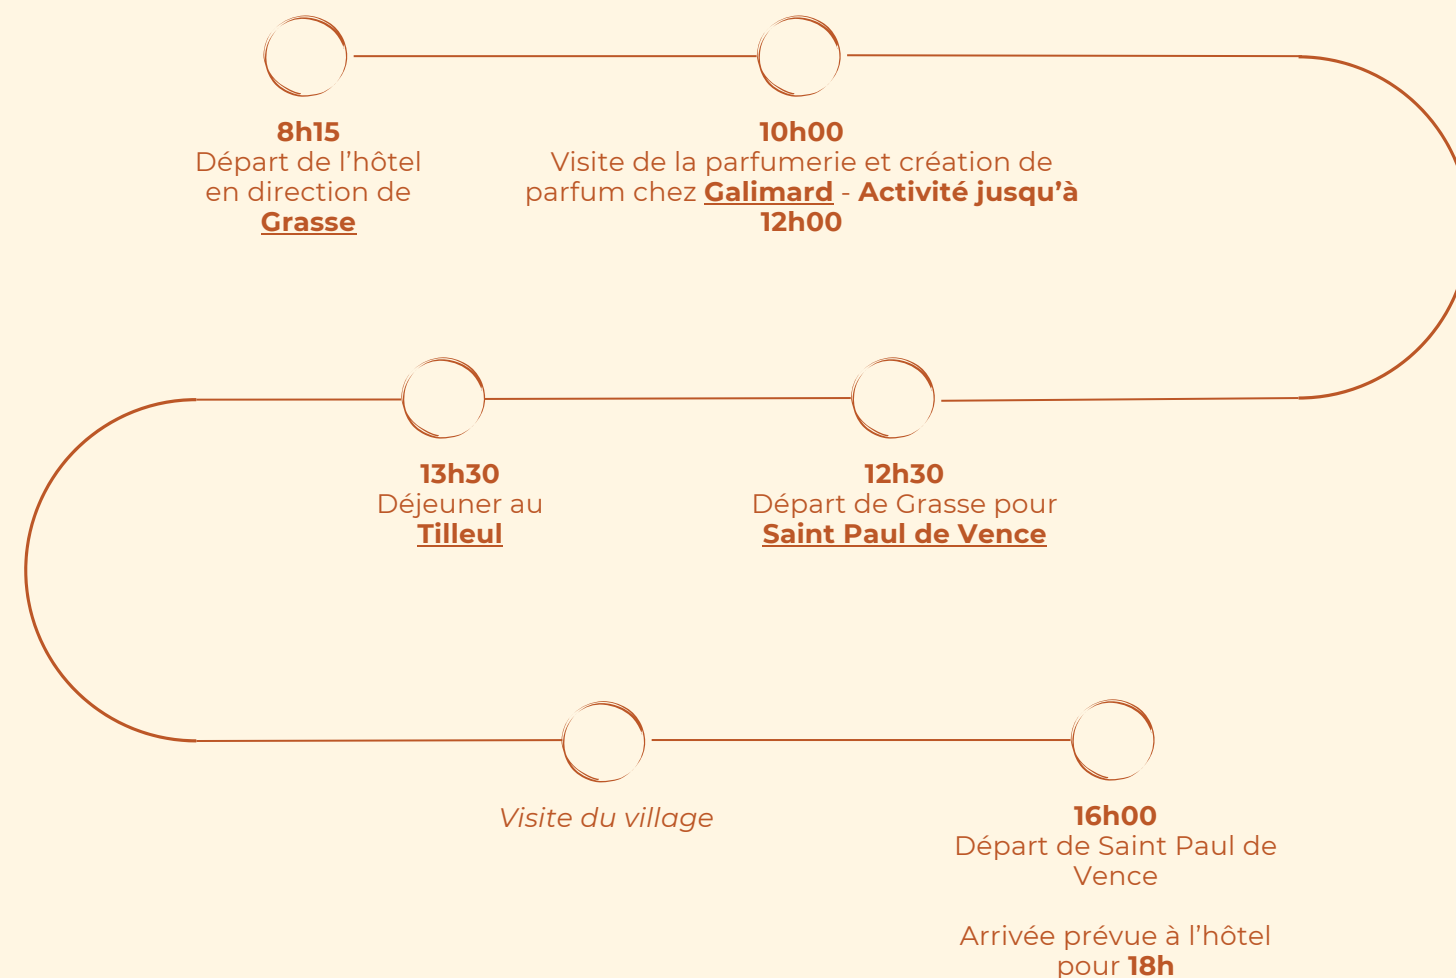 8h15
Départ de l’hôtel
en direction de
Grasse
10h00
Visite de la parfumerie et création de
parfum chez Galimard - Activité jusqu’à
12h00
12h30
Départ de Grasse pour
Saint Paul de Vence
13h30
Déjeuner au
Tilleul
Visite du village
16h00
Départ de Saint Paul de
Vence
Arrivée prévue à l’hôtel
pour 18h